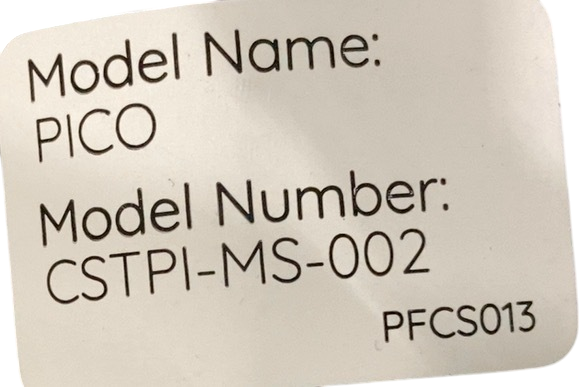 Model Name:
PICO
Model Number:
CSTPI-MS-002
PFCS013